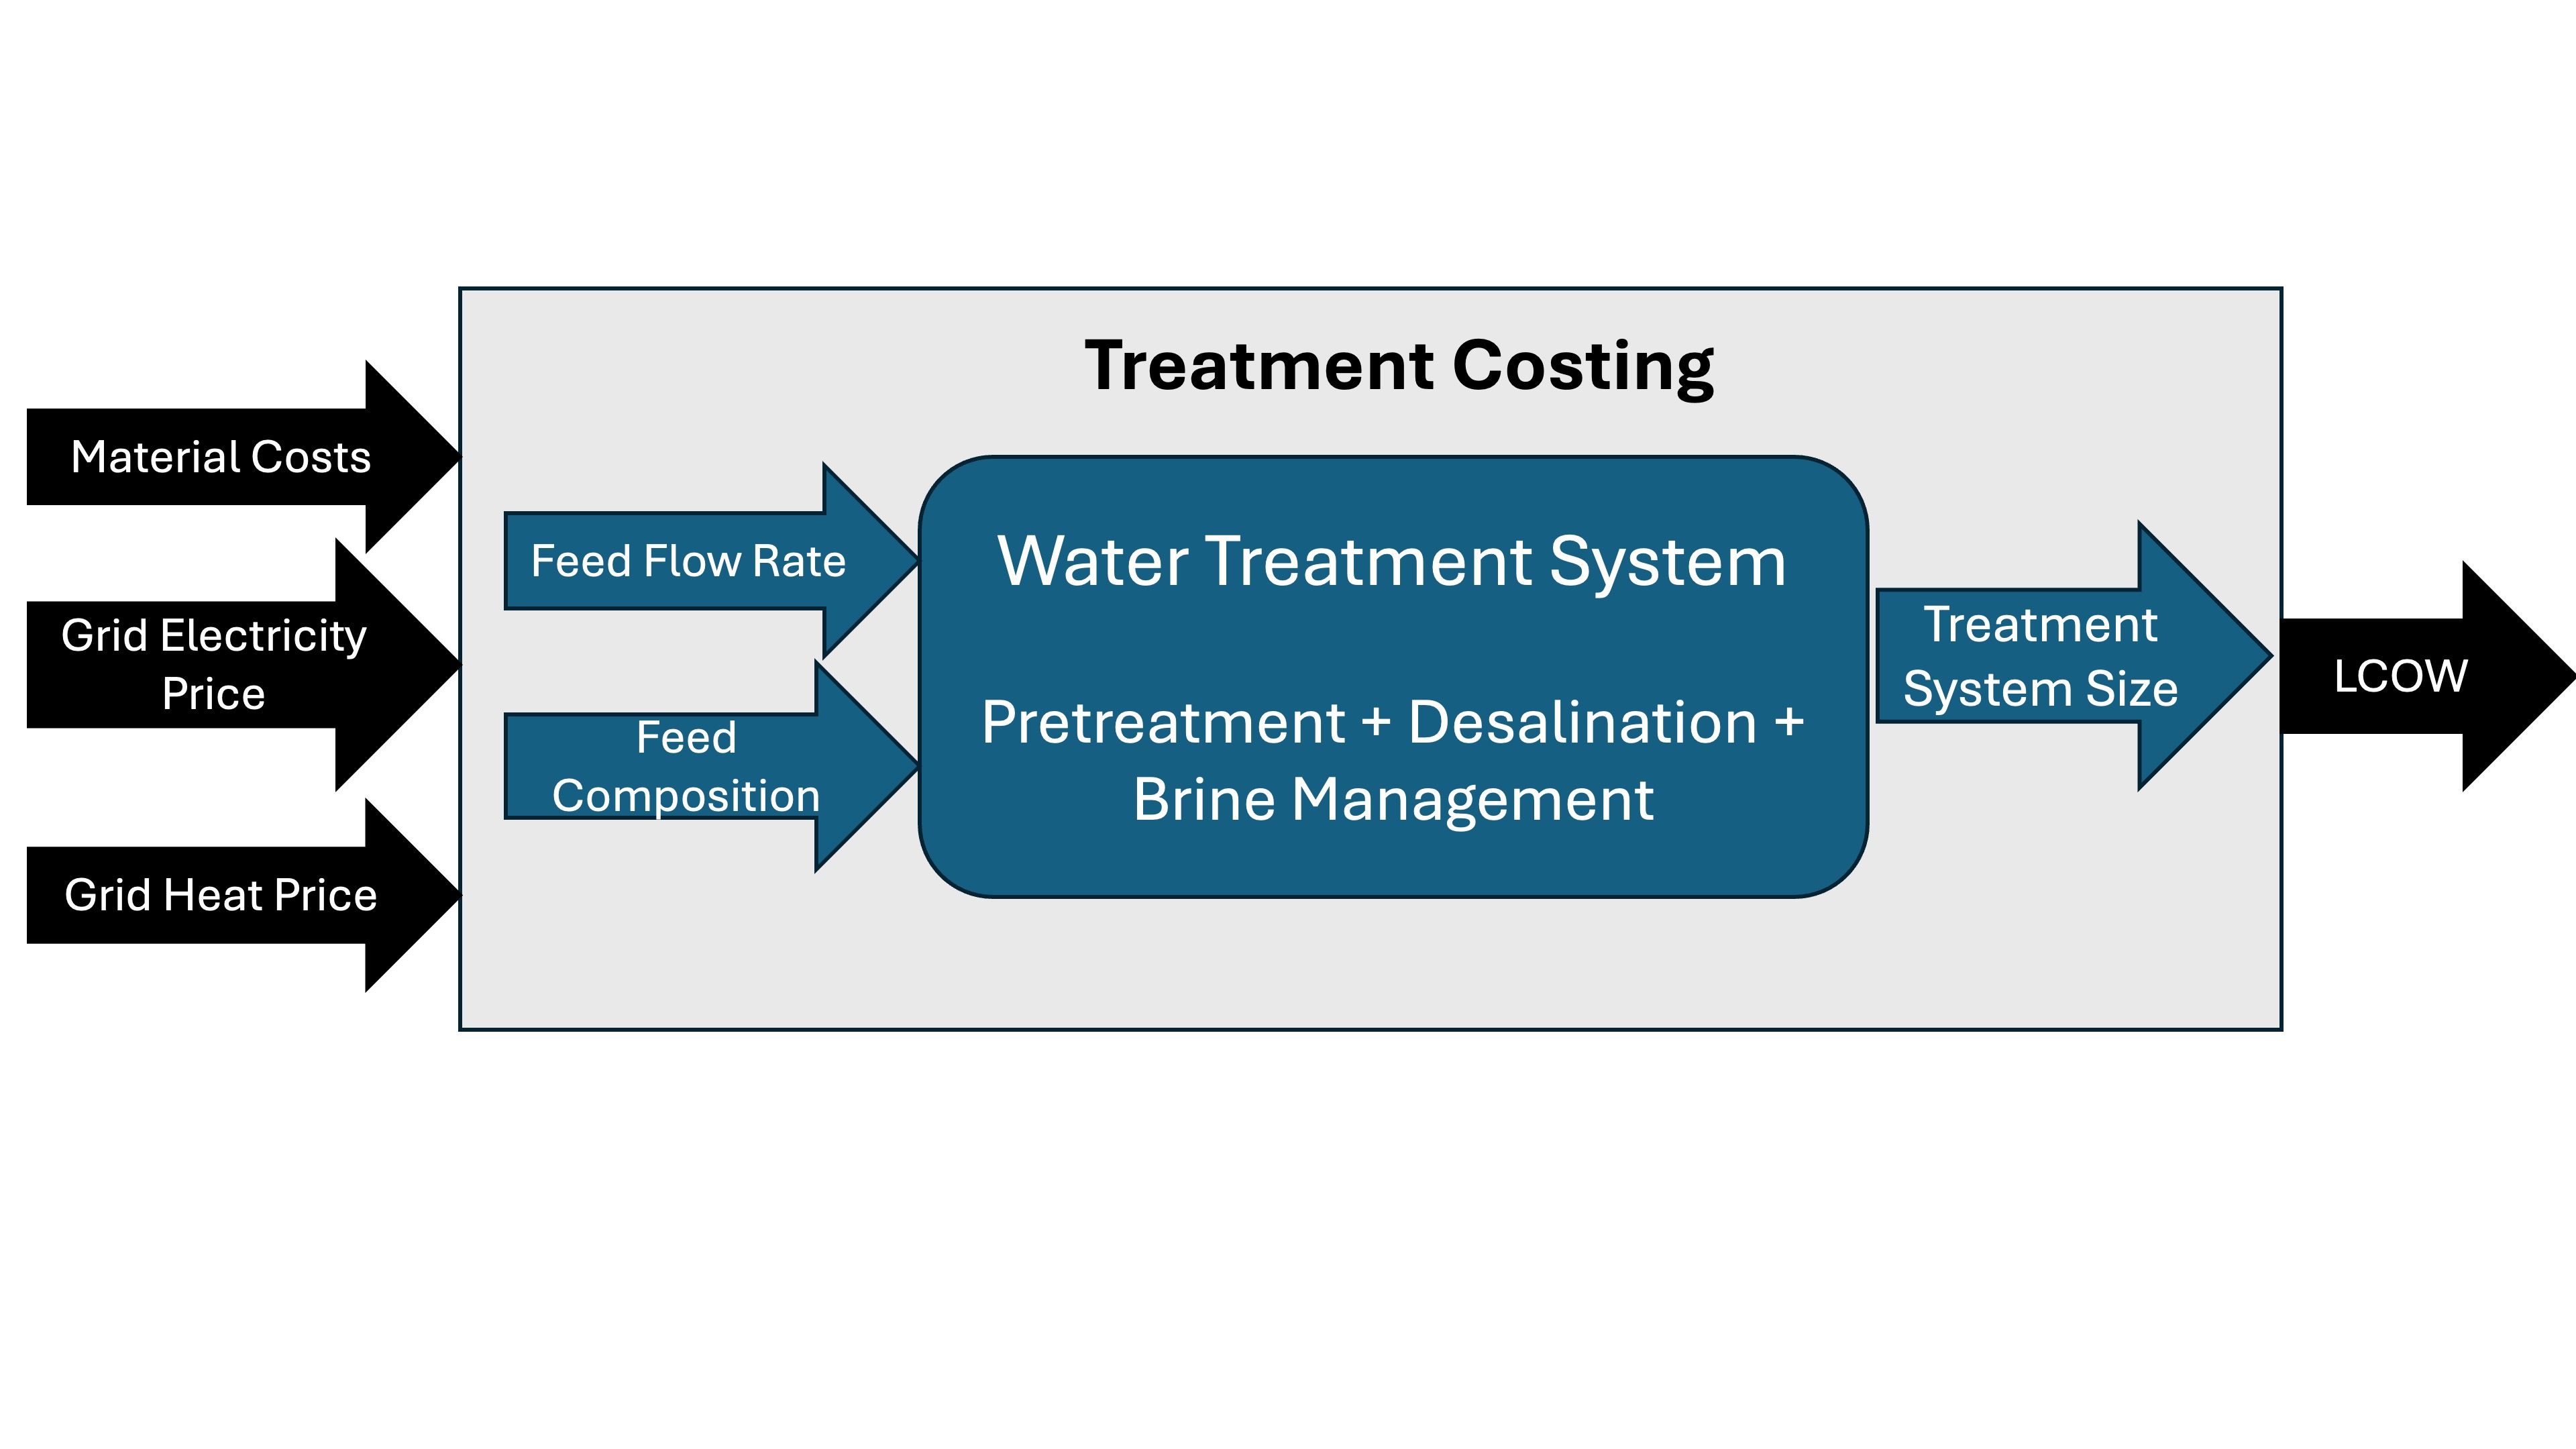 Treatment Costing
Material Costs
Grid Electricity
Price
Grid Heat Price
Feed Flow Rate
Feed
Composition
Water Treatment System
Pretreatment + Desalination +
Brine Management
Treatment
System Size
LCOW